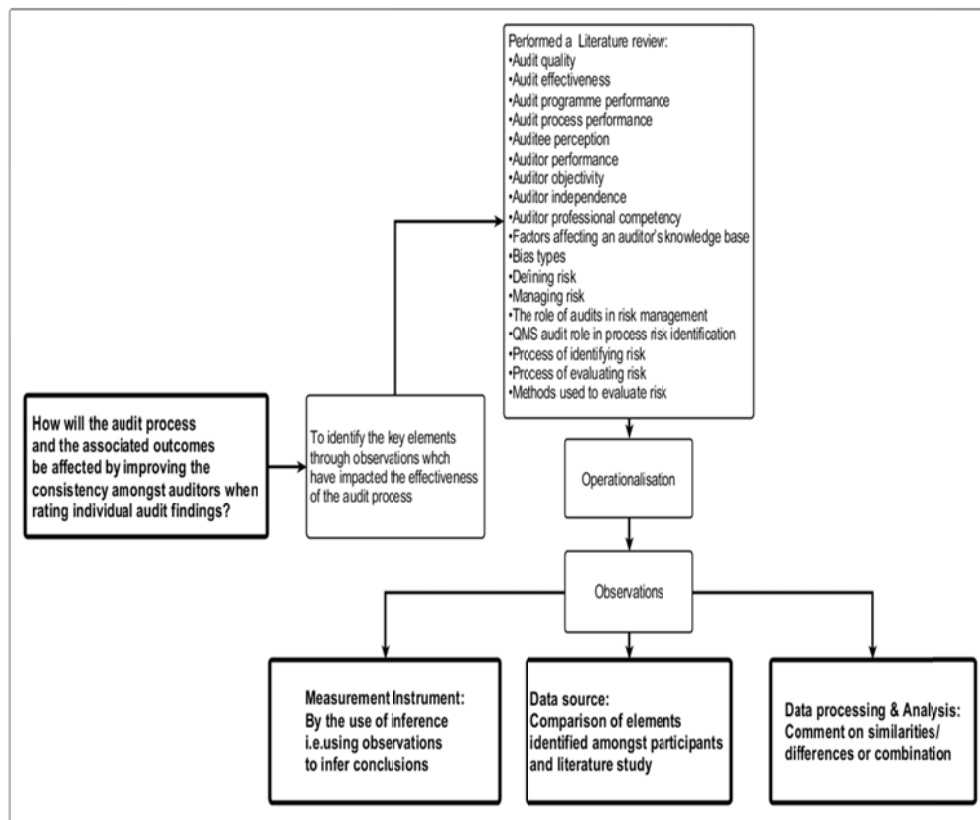 How will the audit process
and the associated outcomes
be affected by improving the
consistency amongst auditors when
rating individual audit findings?
To identify the key elements
through observations whch
have impacted the effectiveness
of the audit process
Performed a Literature review:
•Audit quality
•Audit effectiveness
•Audit programme performance
•Audit process performance
•Auditee perception
•Auditor performance
•Auditor objectivity
•Auditor independence
•Auditor professional competency
•Factors affecting an auditor's knowledge base
•Bias types
•Defining risk
•Managing risk
•The role of audits in risk management
•QMS audit role in process risk identification
•Process of identifying risk
•Process of evaluating risk
•Methods used to evaluate risk
Operationalisation
Observations
Measurement Instrument:
By the use of inference
i.e.using observations
to infer conclusions
Data source:
Comparison of elements
identified amongst participants
and literature study
Data processing & Analysis:
Comment on similarities/
differences or combination